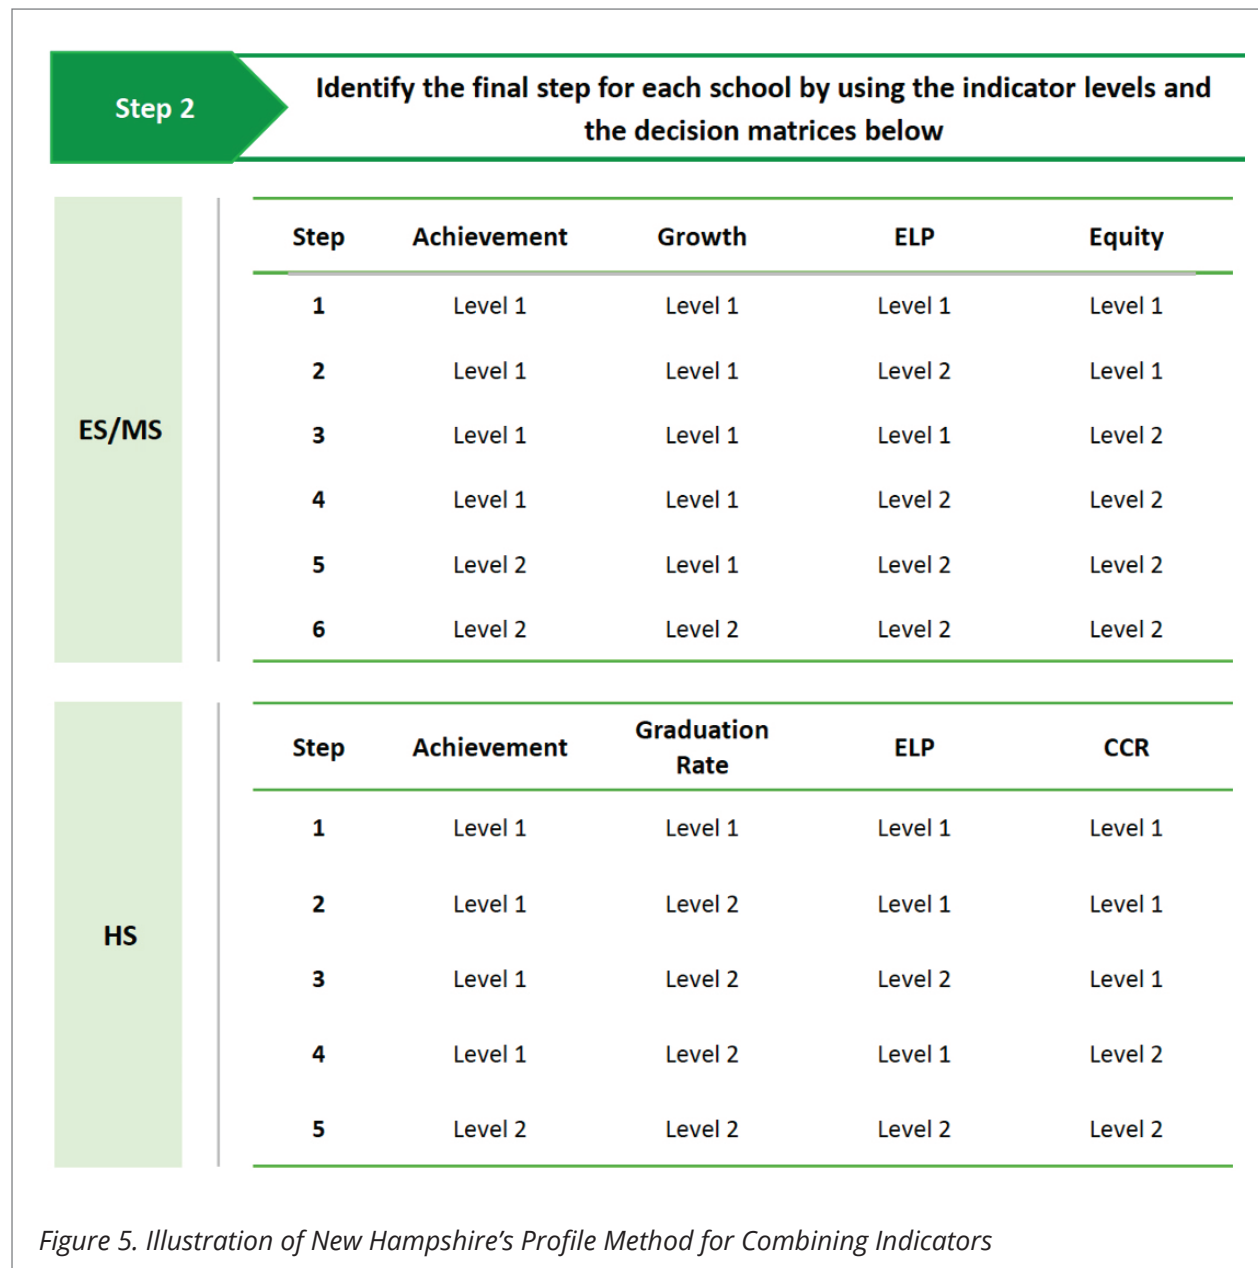 Step 2
Identify the final step for each school by using the indicator levels and
the decision matrices below
ES/MS
Step Achievement Growth ELP Equity
1 Level 1 Level 1 Level 1 Level 1
2 Level 1 Level 1 Level 2 Level 1
3 Level 1 Level 1 Level 1 Level 2
4 Level 1 Level 1 Level 2 Level 2
5 Level 2 Level 1 Level 2 Level 2
6 Level 2 Level 2 Level 2 Level 2
HS
Step Achievement Graduation Rate ELP CCR
1 Level 1 Level 1 Level 1 Level 1
2 Level 1 Level 2 Level 1 Level 1
3 Level 1 Level 2 Level 2 Level 1
4 Level 1 Level 2 Level 1 Level 2
5 Level 2 Level 2 Level 2 Level 2
Figure 5. Illustration of New Hampshire’s Profile Method for Combining Indicators